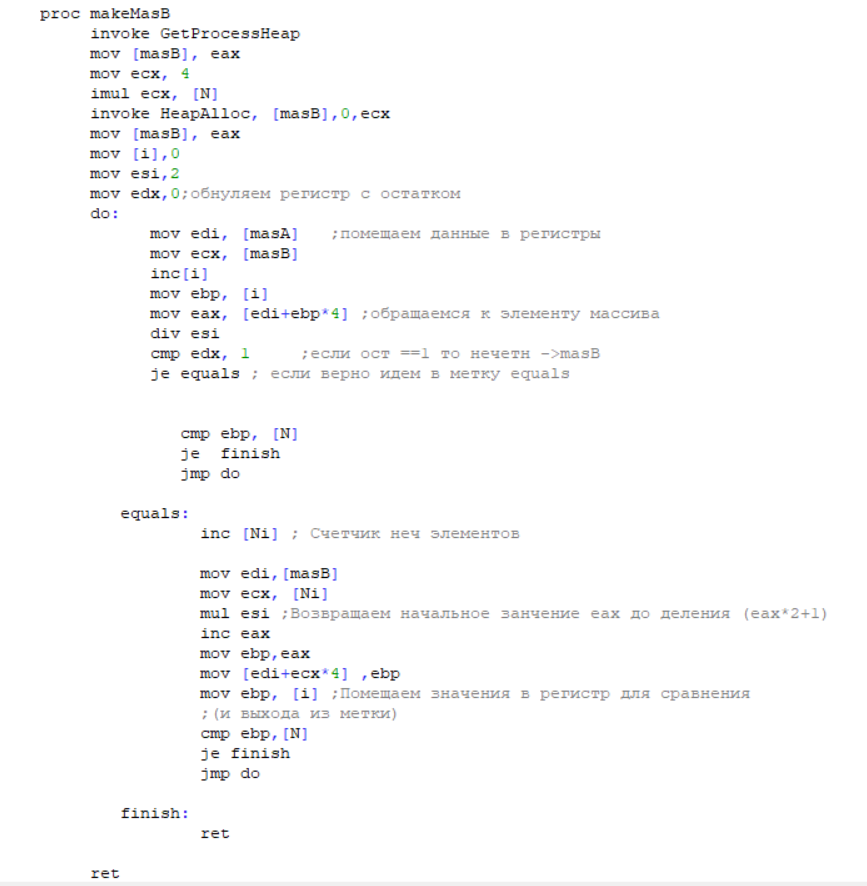 proc makeMasB
invoke GetProcessHeap
mov [masB], eax
mov ecx, 4
imul ecx, [N]
invoke HeapAlloc, [masB],0,ecx
mov [masB], eax
mov [i],0
mov esi,2
mov edx,0;обнуляем регистр с остатком
do:
mov edi, [masA] ;помещаем данные в регистры
mov ecx, [masB]
inc[i]
mov ebp, [i]
mov eax, [edi+ebp*4] ;обращаемся к элементу массива
div esi
cmp edx, 1 ;если ост ==1 то нечетн ->masB
je equals ; если верно идем в метку equals
cmp ebp, [N]
je finish
jmp do
equals:
inc [Ni] ; Счетчик неч элементов
mov edi,[masB]
mov ecx, [Ni]
mul esi ;Возвращаем начальное занчение eax до деления (eax*2+1)
inc eax
mov ebp,eax
mov [edi+ecx*4] ,ebp
mov ebp, [i] ;Помещаем значения в регистр для сравнения
;(и выхода из метки)
cmp ebp,[N]
je finish
jmp do
finish:
ret
ret